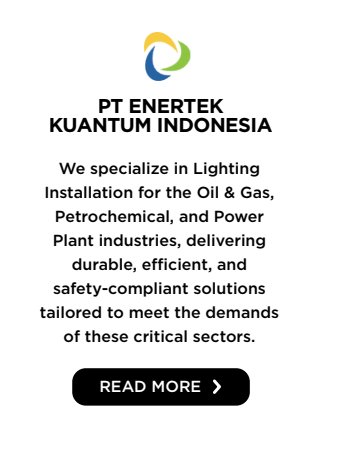 PT ENERTEK
KUANTUM INDONESIA
We specialize in Lighting
Installation for the Oil & Gas,
Petrochemical, and Power
Plant industries, delivering
durable, efficient, and
safety-compliant solutions
tailored to meet the demands
of these critical sectors.
READ MORE